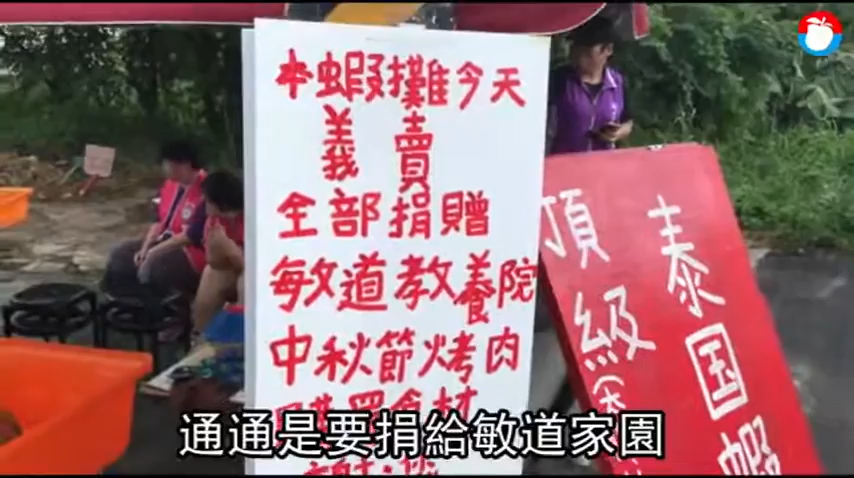 本蝦攤今天
義賣
全部捐贈
敏道教養院
中秋節烤肉
頂級
泰国蝦
通通是要捐給敏道家園